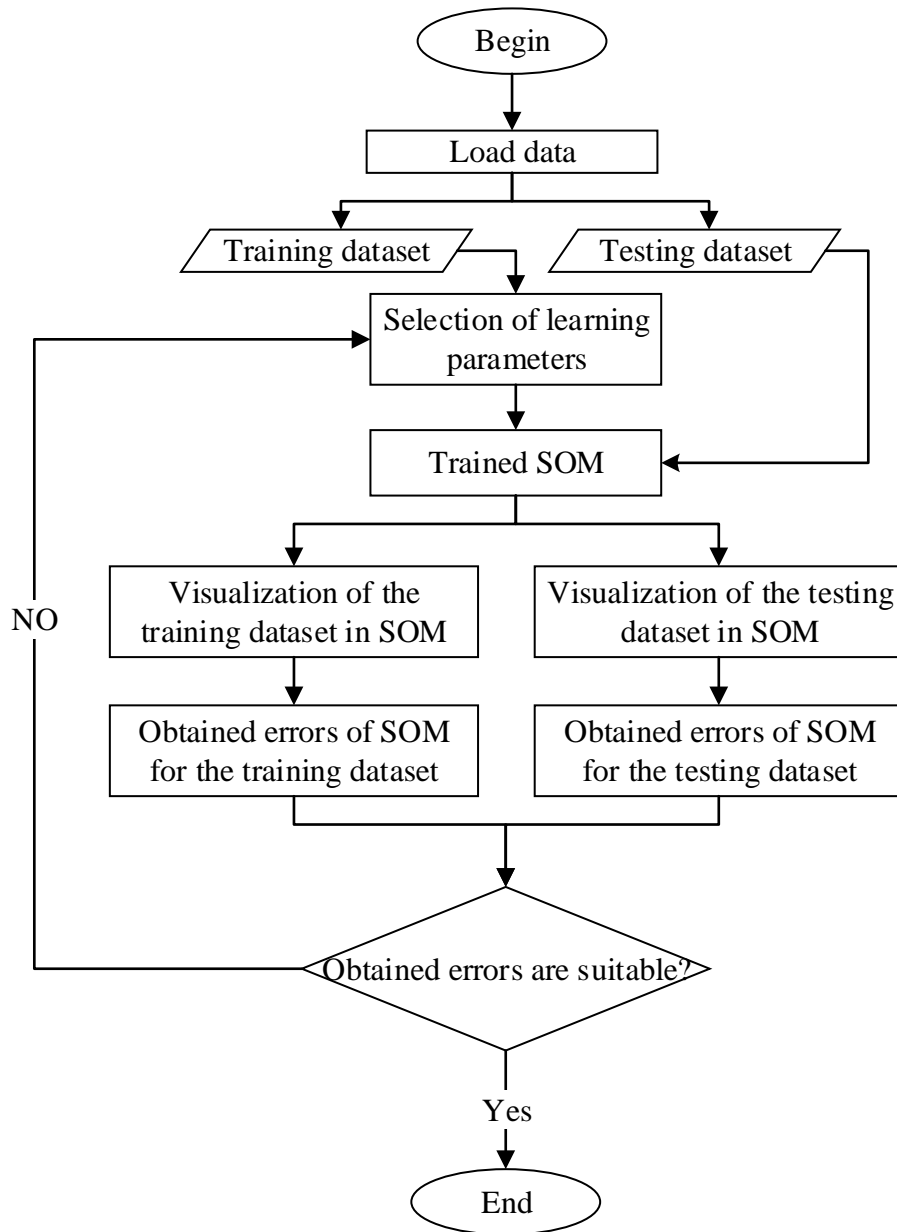 Begin
Load data
Training dataset
Testing dataset
Selection of learning
parameters
Trained SOM
Visualization of the
training dataset in SOM
Visualization of the testing
dataset in SOM
NO
Obtained errors of SOM
for the training dataset
Obtained errors of SOM
for the testing dataset
Obtained errors are suitable?
Yes
End